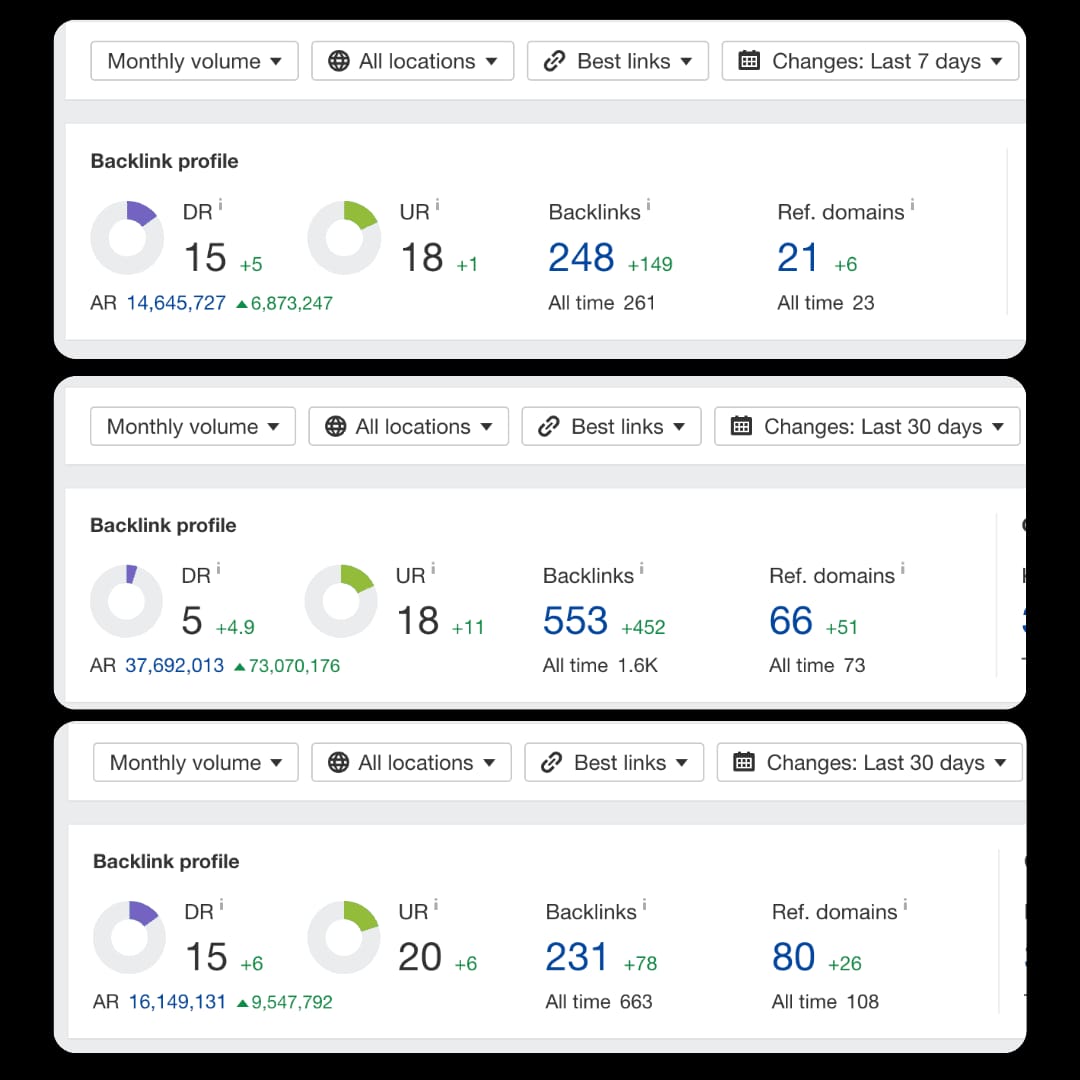 Monthly volume All locations Best links Changes: Last 7 days
Backlink profile
DR i UR i Backlinks i Ref. domains i
15 +5 18 +1 248 +149 21 +6
AR 14,645,727 6,873,247 All time 261 All time 23
Monthly volume All locations Best links Changes: Last 30 days
Backlink profile
DR i UR i Backlinks i Ref. domains i
5 +4.9 18 +11 553 +452 66 +51
AR 37,692,013 73,070,176 All time 1.6K All time 73
Monthly volume All locations Best links Changes: Last 30 days
Backlink profile
DR i UR i Backlinks i Ref. domains i
15 +6 20 +6 231 +78 80 +26
AR 16,149,131 9,547,792 All time 663 All time 108